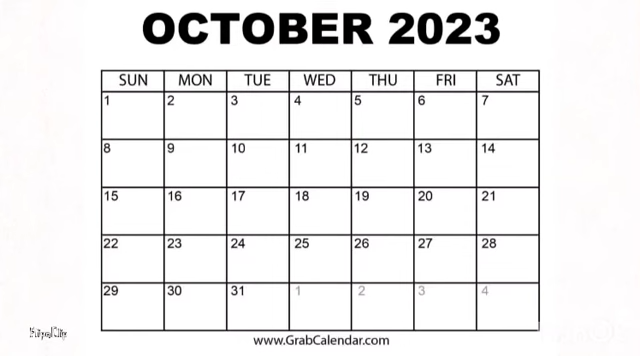 OCTOBER 2023
SUN MON TUE WED THU FRI SAT
1 2 3 4 5 6 7
8 9 10 11 12 13 14
15 16 17 18 19 20 21
22 23 24 25 26 27 28
29 30 31 1 2 3 4
www.GrabCalendar.com